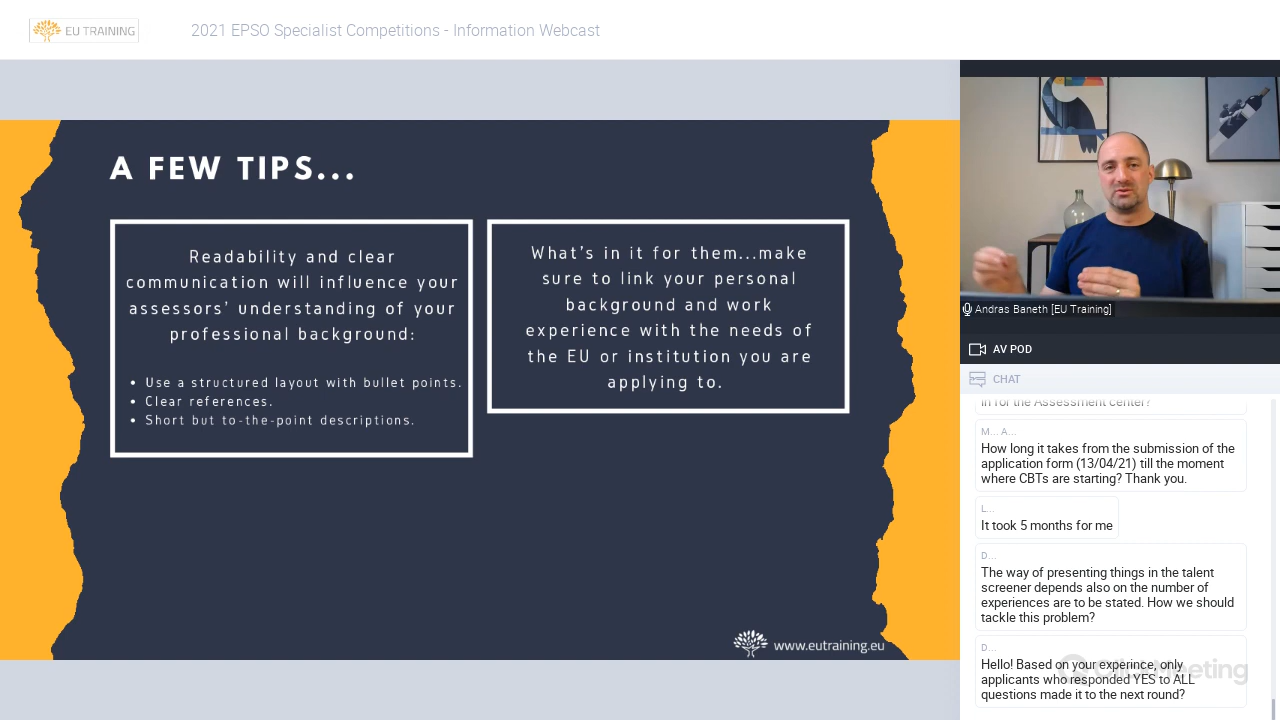 EU TRAINING
2021 EPSO Specialist Competitions - Information Webcast
A FEW TIPS...
Readability and clear
communication will influence your
assessors' understanding of your
professional background:
• Use a structured layout with bullet points.
• Clear references.
• Short but to-the-point descriptions.
What's in it for them...make
sure to link your personal
background and work
experience with the needs of
the EU or institution you are
applying to.
www.eutraining.eu
Andras Baneth [EU Training]
AV POD
CHAT
in for the Assessment center?
M... A...
How long it takes from the submission of the
application form (13/04/21) till the moment
where CBTs are starting? Thank you.
L...
It took 5 months for me
D...
The way of presenting things in the talent
screener depends also on the number of
experiences are to be stated. How we should
tackle this problem?
D...
Hello! Based on your experince, only
applicants who responded YES to ALL
questions made it to the next round?
ClickMeeting